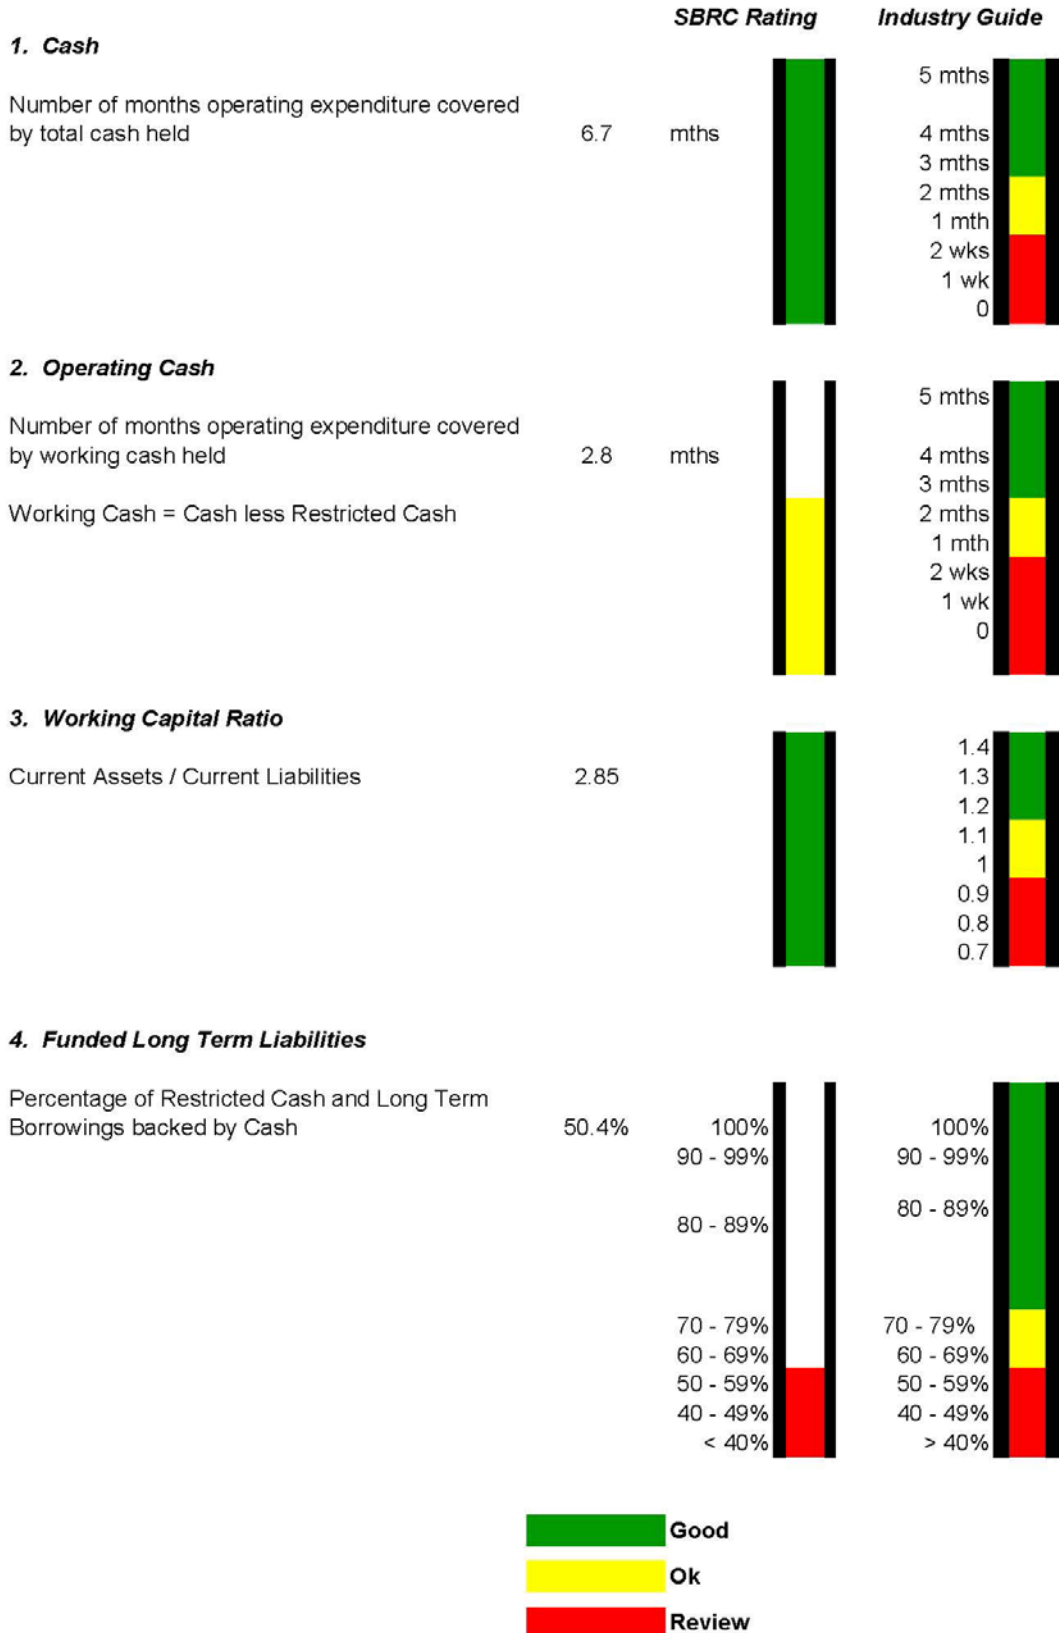 SBRC Rating Industry Guide
1. Cash
5 mths
Number of months operating expenditure covered
by total cash held 6.7 mths 4 mths
3 mths
2 mths
1 mth
2 wks
1 wk
0
2. Operating Cash
5 mths
Number of months operating expenditure covered
by working cash held 2.8 mths 4 mths
3 mths
Working Cash = Cash less Restricted Cash 2 mths
1 mth
2 wks
1 wk
0
3. Working Capital Ratio
1.4
Current Assets / Current Liabilities 2.85 1.3
1.2
1.1
1
0.9
0.8
0.7
4. Funded Long Term Liabilities
Percentage of Restricted Cash and Long Term
Borrowings backed by Cash 50.4% 100% 100%
90 - 99% 90 - 99%
80 - 89% 80 - 89%
70 - 79% 70 - 79%
60 - 69% 60 - 69%
50 - 59% 50 - 59%
40 - 49% 40 - 49%
< 40% > 40%
Good
Ok
Review